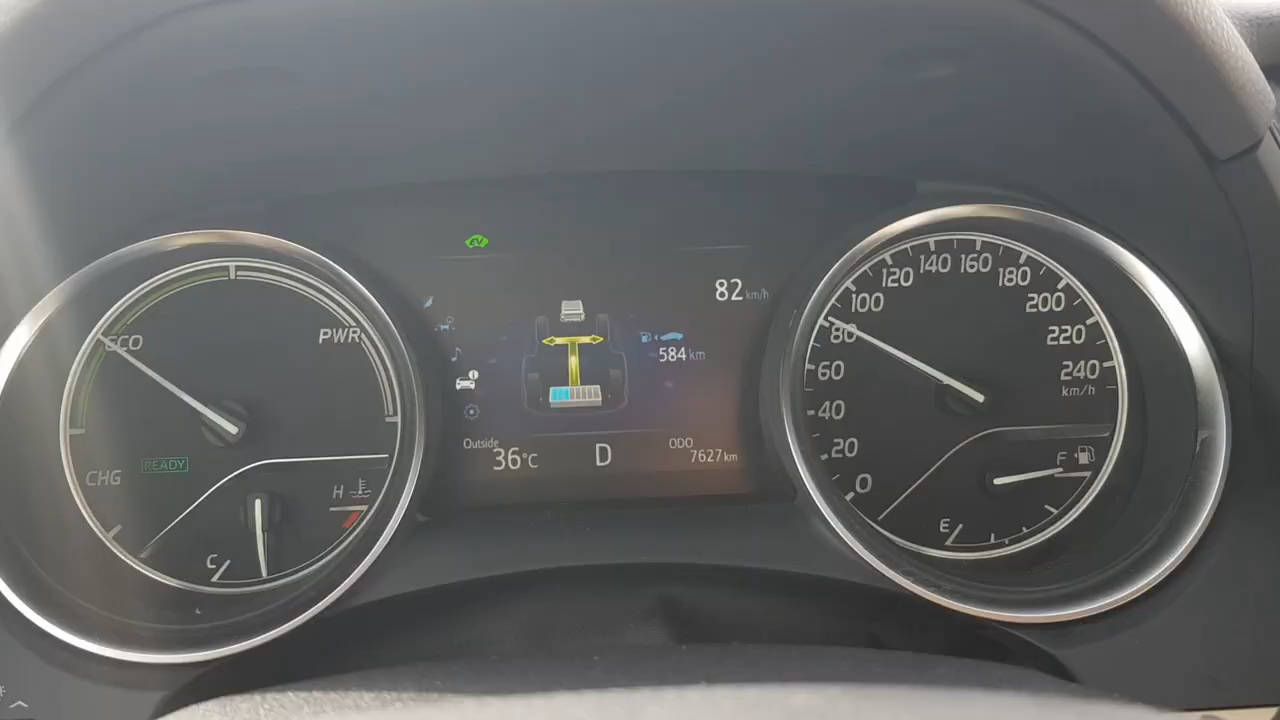 EV
ECO
PWR
CHG
READY
H
C
82 km/h
584 km
Outside
36°C
D
ODO
7627 km
0
20
40
60
80
100
120
140
160
180
200
220
240
km/h
F
E